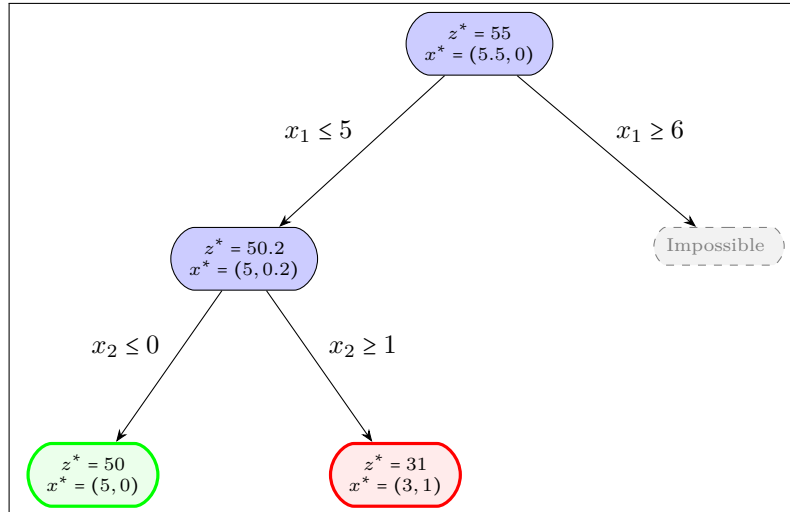 z* = 55
x* = (5.5, 0)
x₁ ≤ 5
x₁ ≥ 6
z* = 50.2
x* = (5, 0.2)
Impossible
x₂ ≤ 0
x₂ ≥ 1
z* = 50
x* = (5, 0)
z* = 31
x* = (3, 1)